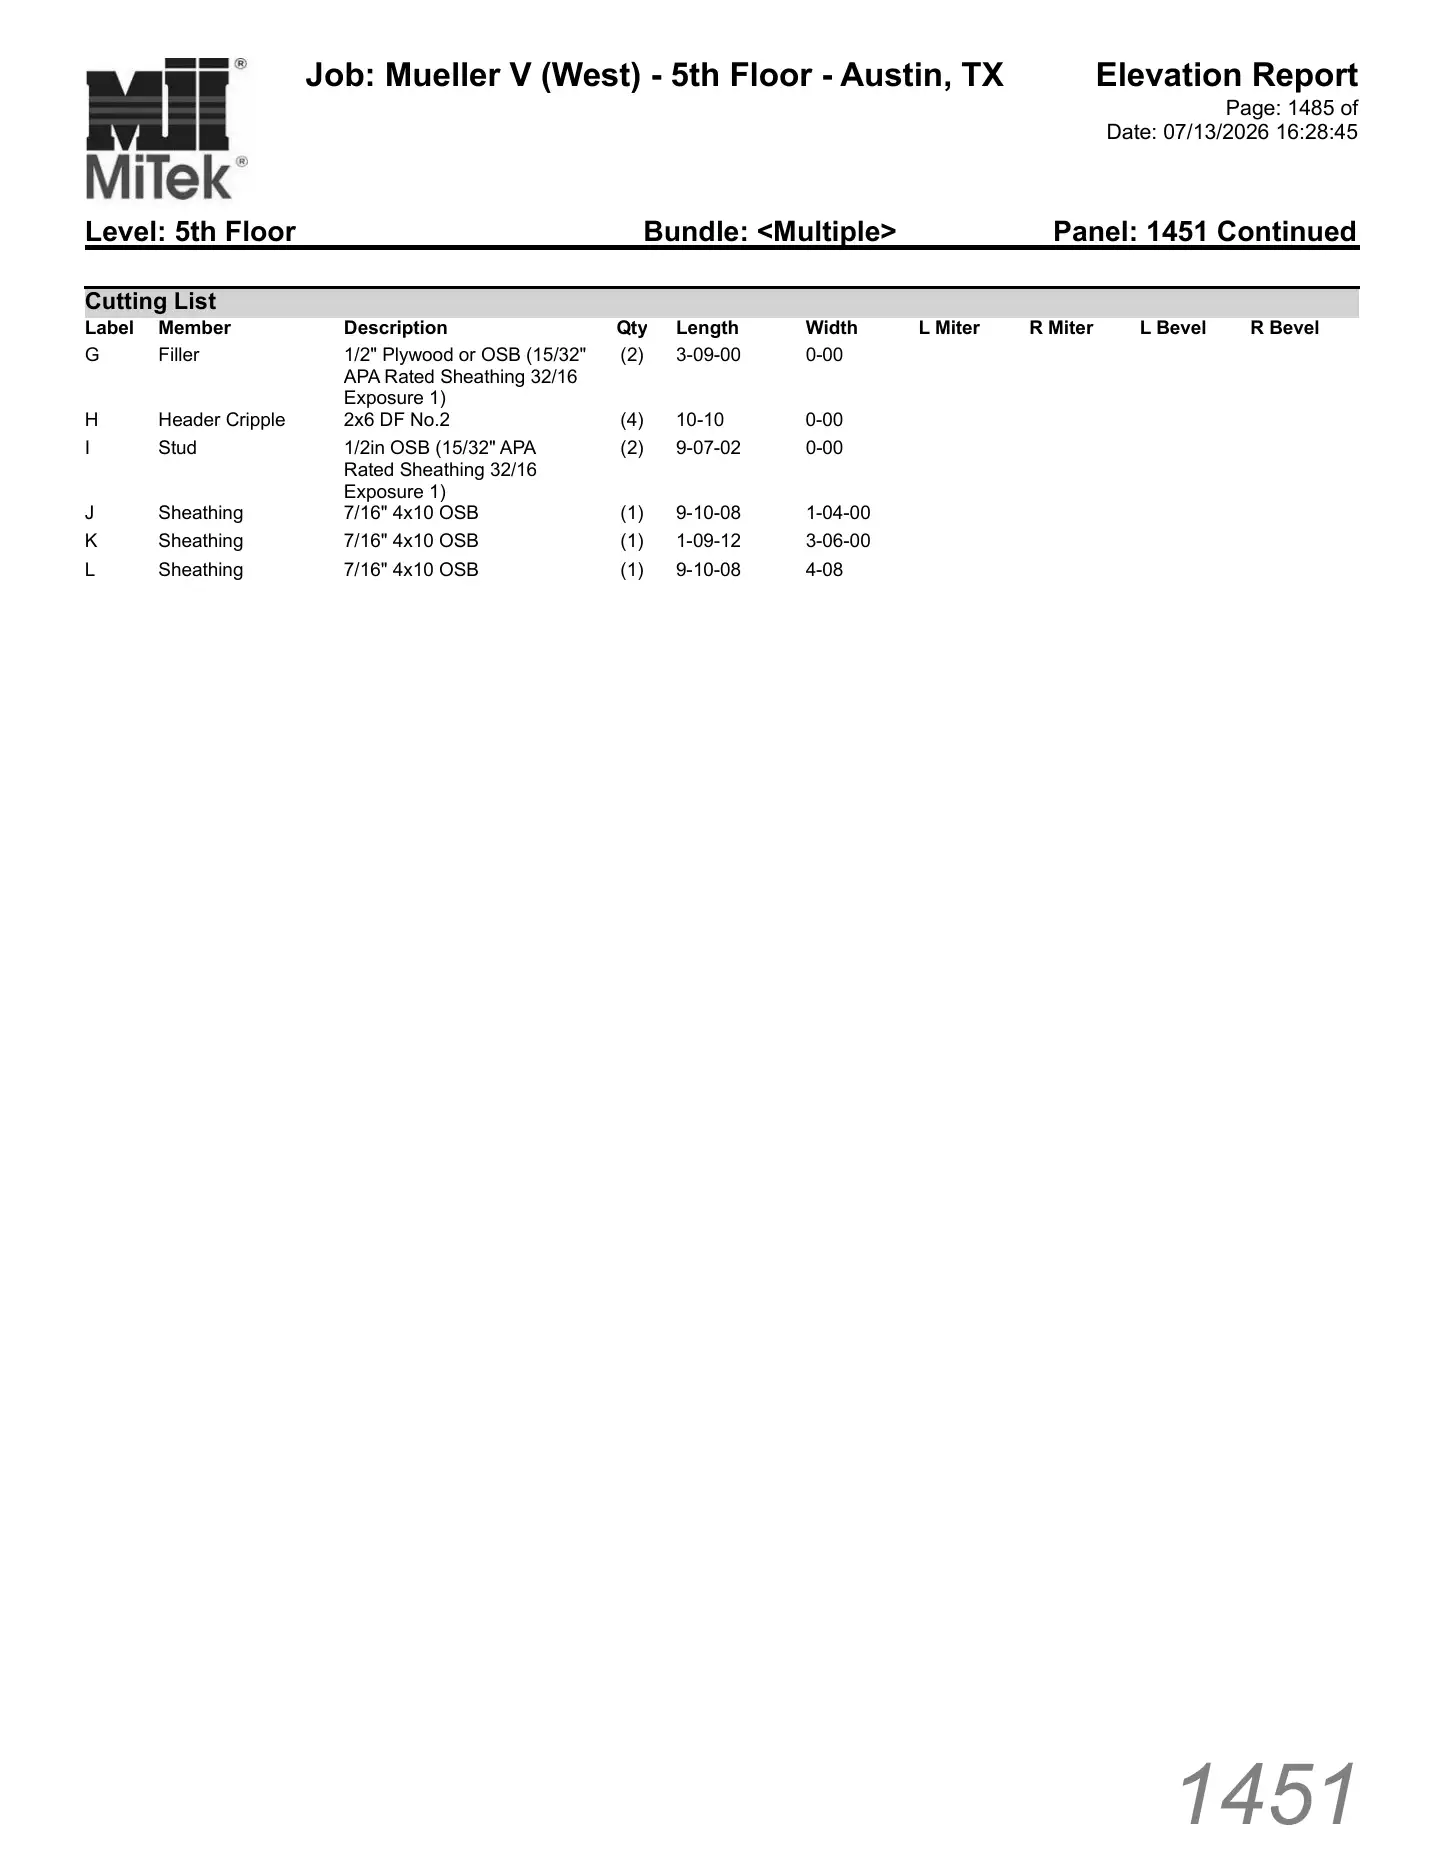 Job: Mueller V (West) - 5th Floor - Austin, TX
Elevation Report
Page: 1485 of
Date: 07/13/2026 16:28:45
®
MiTek®
Level: 5th Floor Bundle: <Multiple> Panel: 1451 Continued
Cutting List
Label Member Description Qty Length Width L Miter R Miter L Bevel R Bevel
G Filler 1/2" Plywood or OSB (15/32" (2) 3-09-00 0-00
APA Rated Sheathing 32/16
Exposure 1)
H Header Cripple 2x6 DF No.2 (4) 10-10 0-00
I Stud 1/2in OSB (15/32" APA (2) 9-07-02 0-00
Rated Sheathing 32/16
Exposure 1)
J Sheathing 7/16" 4x10 OSB (1) 9-10-08 1-04-00
K Sheathing 7/16" 4x10 OSB (1) 1-09-12 3-06-00
L Sheathing 7/16" 4x10 OSB (1) 9-10-08 4-08
1451